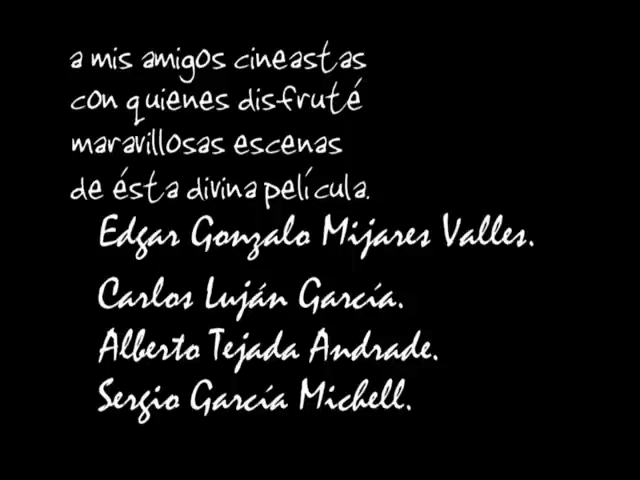 a mis amigos cineastas
con quienes disfruté
maravillosas escenas
de ésta divina película.
Edgar Gonzalo Mijares Valles.
Carlos Luján García.
Alberto Tejada Andrade.
Sergio García Michell.